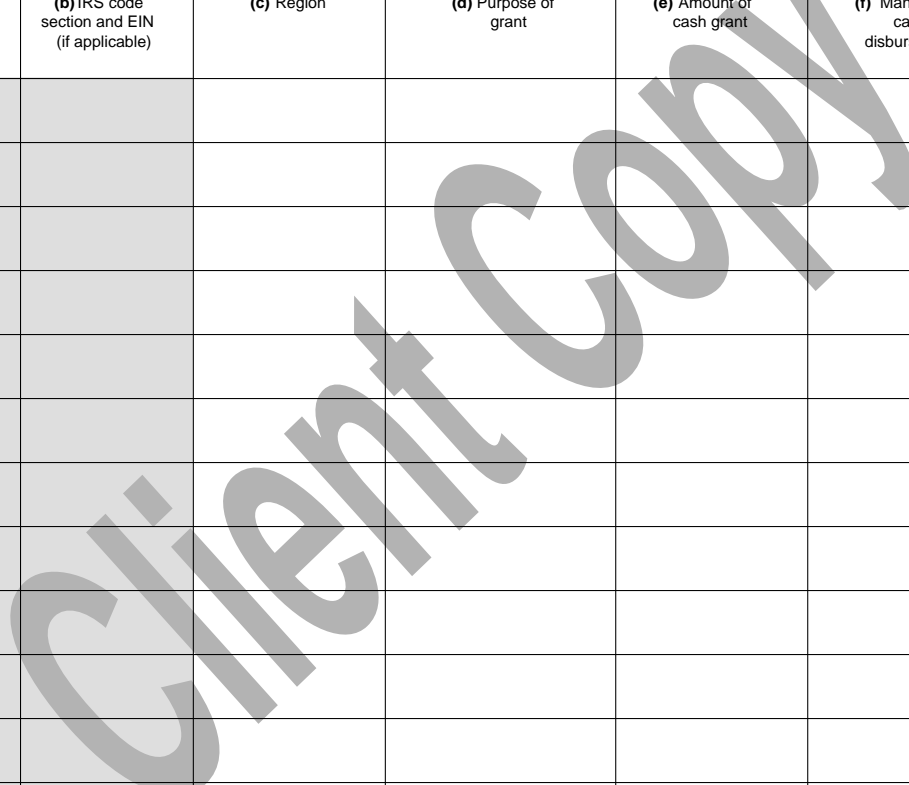 (b) IRS code
section and EIN
(if applicable)
(c) Region
(d) Purpose of
grant
(e) Amount of
cash grant
(f)
Client Copy